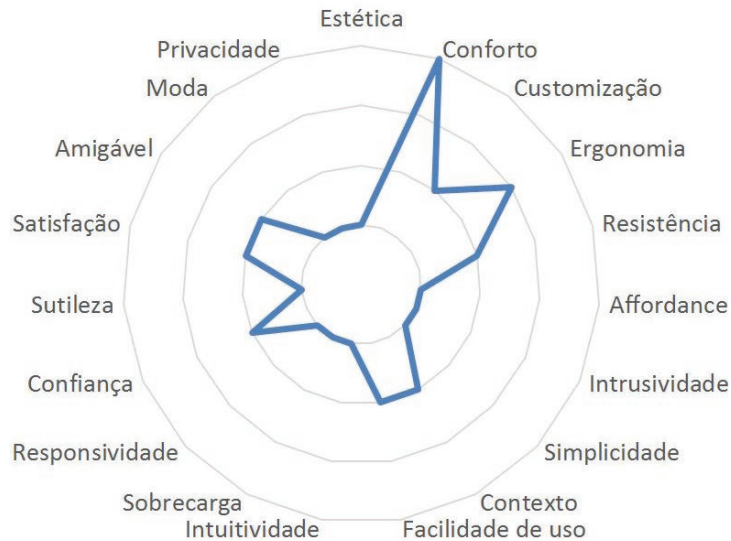 Estética
Conforto
Customização
Ergonomia
Resistência
Affordance
Intrusividade
Simplicidade
Contexto
Facilidade de uso
Intuitividade
Sobrecarga
Responsividade
Confiança
Sutileza
Satisfação
Amigável
Moda
Privacidade